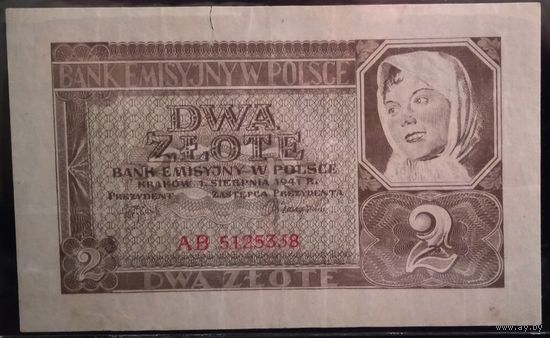 BANK EMISYJNY W POLSCE
DWA
ZŁOTE
BANK EMISYJNY W POLSCE
KRAKÓW 1. SIERPNIA 1941 R.
PREZYDENT ZASTĘPCA PREZYDENTA
AB 5125338
2
2
DWA ZŁOTE
www.ay.by